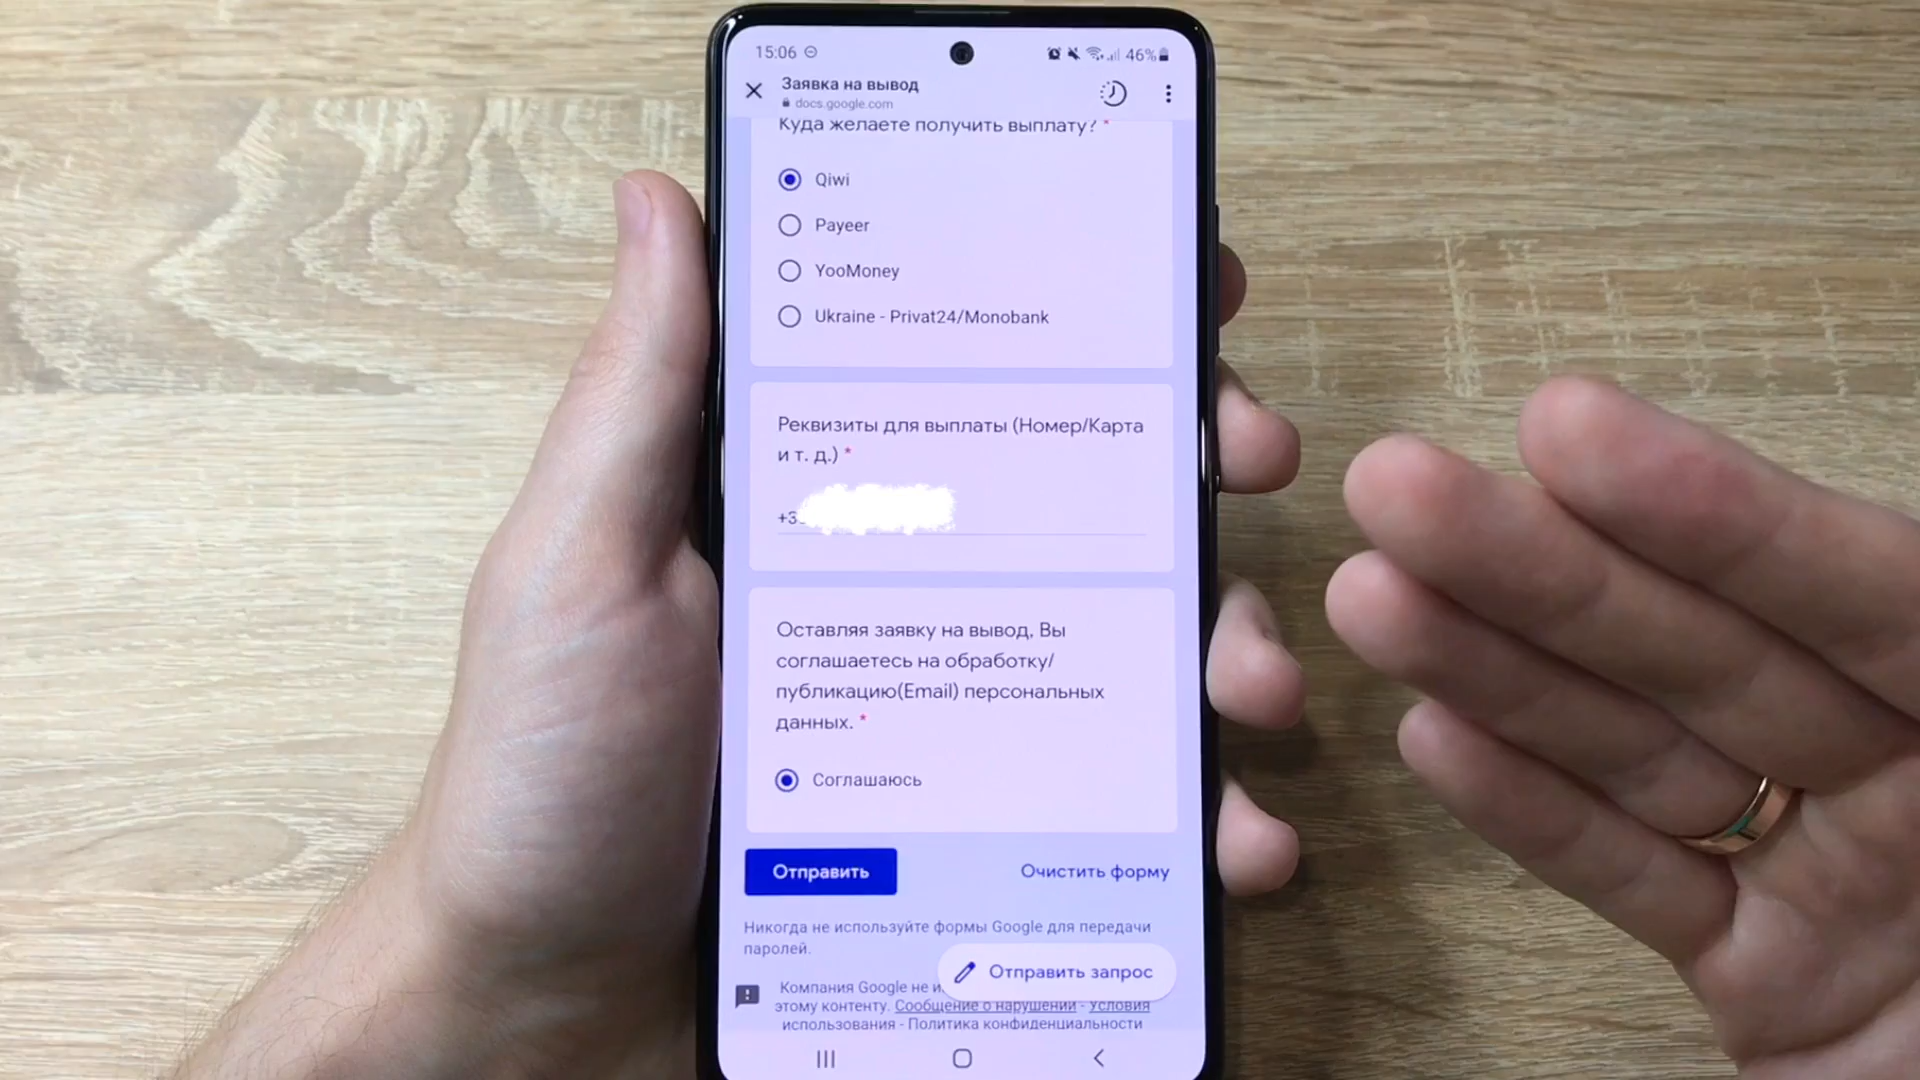 15:06
46%
Заявка на вывод
docs.google.com
Куда желаете получить выплату? *
Qiwi
Payeer
YooMoney
Ukraine - Privat24/Monobank
Реквизиты для выплаты (Номер/Карта
и т. д.) *
+3
Оставляя заявку на вывод, Вы
соглашаетесь на обработку/
публикацию(Email) персональных
данных. *
Соглашаюсь
Отправить
Очистить форму
Никогда не используйте формы Google для передачи
паролей.
Отправить запрос
Компания Google не
этому контенту. Сообщение о нарушении - Условия
использования - Политика конфиденциальности